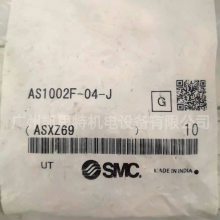 AS1002F-04-J
G
(ASXZ69) 10
UT SMC®
MADE IN INDIA